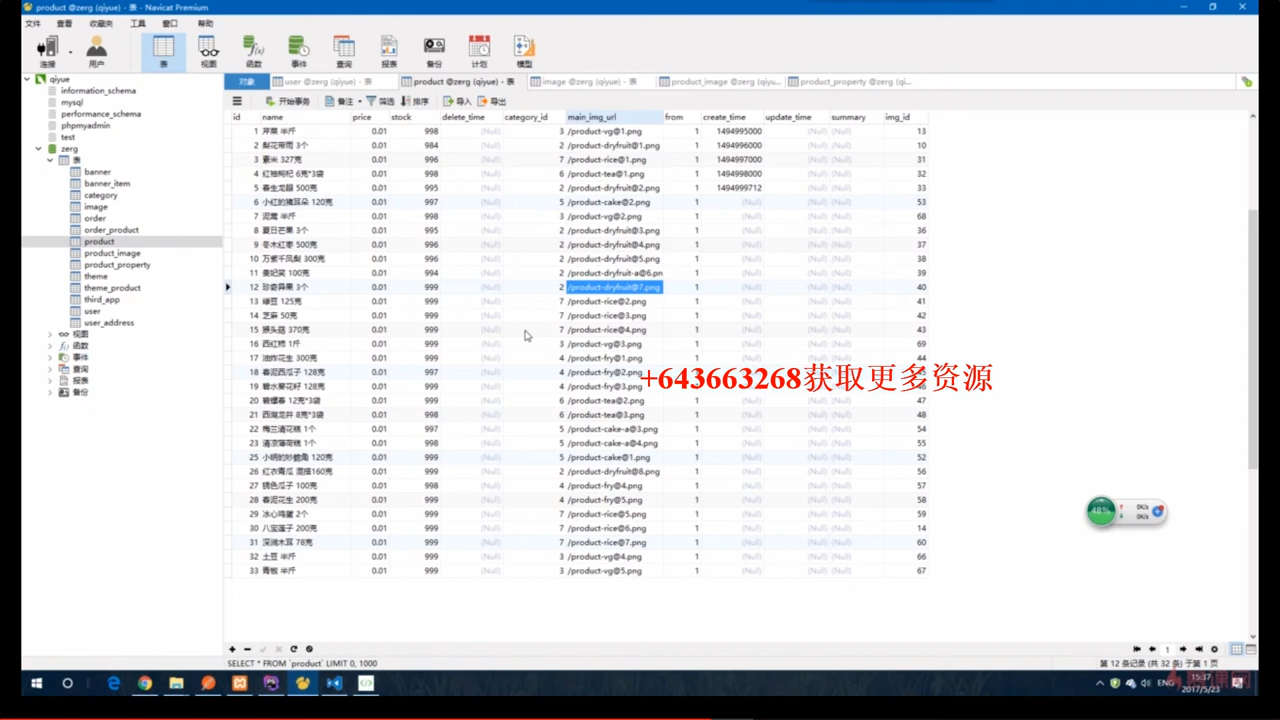 product @zerg (qiyue) - 表 - Navicat Premium
文件 查看 收藏夹 工具 窗口 帮助
连接 用户 表 视图 函数 事件 查询 报表 备份 计划 模型
对象 user @zerg (qiyue) - 表 product @zerg (qiyue) - 表 image @zerg (qiyue) - 表 product_image @zerg (qiyu... product_property @zerg (qi...
开始事务 备注 筛选 排序 导入 导出
qiyue
information_schema
mysql
performance_schema
phpmyadmin
test
zerg
表
banner
banner_item
category
image
order
order_product
product
product_image
product_property
theme
theme_product
third_app
user
user_address
视图
函数
事件
查询
报表
备份
id name price stock delete_time category_id main_img_url from create_time update_time summary img_id
1 芹菜 半斤 0.01 998 (Null) 3 /product-vg@1.png 1 1494995000 (Null) (Null) 13
2 梨花带雨 3个 0.01 984 (Null) 2 /product-dryfruit@1.png 1 1494996000 (Null) (Null) 10
3 素米 327克 0.01 996 (Null) 7 /product-rice@1.png 1 1494997000 (Null) (Null) 31
4 红袖枸杞 6克*3袋 0.01 998 (Null) 6 /product-tea@1.png 1 1494998000 (Null) (Null) 32
5 春生龙眼 500克 0.01 995 (Null) 2 /product-dryfruit@2.png 1 1494999712 (Null) (Null) 33
6 小红的猪耳朵 120克 0.01 997 (Null) 5 /product-cake@2.png 1 (Null) (Null) (Null) 53
7 泥蒿 半斤 0.01 998 (Null) 3 /product-vg@2.png 1 (Null) (Null) (Null) 68
8 夏日芒果 3个 0.01 995 (Null) 2 /product-dryfruit@3.png 1 (Null) (Null) (Null) 36
9 冬木红枣 500克 0.01 996 (Null) 2 /product-dryfruit@4.png 1 (Null) (Null) (Null) 37
10 万紫千凤梨 300克 0.01 996 (Null) 2 /product-dryfruit@5.png 1 (Null) (Null) (Null) 38
11 贵妃笑 100克 0.01 994 (Null) 2 /product-dryfruit-a@6.pn 1 (Null) (Null) (Null) 39
12 珍奇异果 3个 0.01 999 (Null) 2 /product-dryfruit@7.png 1 (Null) (Null) (Null) 40
13 绿豆 125克 0.01 999 (Null) 7 /product-rice@2.png 1 (Null) (Null) (Null) 41
14 芝麻 50克 0.01 999 (Null) 7 /product-rice@3.png 1 (Null) (Null) (Null) 42
15 猴头菇 370克 0.01 999 (Null) 7 /product-rice@4.png 1 (Null) (Null) (Null) 43
16 西红柿 1斤 0.01 999 (Null) 3 /product-vg@3.png 1 (Null) (Null) (Null) 69
17 油炸花生 300克 0.01 999 (Null) 4 /product-fry@1.png 1 (Null) (Null) (Null) 44
18 春泥西瓜子 128克 0.01 997 (Null) 4 /product-fry@2.png
19 碧水葵花籽 128克 0.01 999 (Null) 4 /product-fry@3.png
+643663268获取更多资源
20 碧螺春 12克*3袋 0.01 999 (Null) 6 /product-tea@2.png 1 (Null) (Null) (Null) 47
21 西湖龙井 8克*3袋 0.01 998 (Null) 6 /product-tea@3.png 1 (Null) (Null) (Null) 48
22 梅兰清花糕 1个 0.01 997 (Null) 5 /product-cake-a@3.png 1 (Null) (Null) (Null) 54
23 清凉薄荷糕 1个 0.01 998 (Null) 5 /product-cake-a@4.png 1 (Null) (Null) (Null) 55
25 小明的妙脆角 120克 0.01 999 (Null) 5 /product-cake@1.png 1 (Null) (Null) (Null) 52
26 红衣青瓜 混搭160克 0.01 999 (Null) 2 /product-dryfruit@8.png 1 (Null) (Null) (Null) 56
27 锈色瓜子 100克 0.01 998 (Null) 4 /product-fry@4.png 1 (Null) (Null) (Null) 57
28 春泥花生 200克 0.01 999 (Null) 4 /product-fry@5.png 1 (Null) (Null) (Null) 58
29 冰心鸡蛋 2个 0.01 999 (Null) 7 /product-rice@5.png 1 (Null) (Null) (Null) 59
30 八宝莲子 200克 0.01 999 (Null) 7 /product-rice@6.png 1 (Null) (Null) (Null) 14
31 深涧木耳 78克 0.01 999 (Null) 7 /product-rice@7.png 1 (Null) (Null) (Null) 60
32 土豆 半斤 0.01 999 (Null) 3 /product-vg@4.png 1 (Null) (Null) (Null) 66
33 青椒 半斤 0.01 999 (Null) 3 /product-vg@5.png 1 (Null) (Null) (Null) 67
48% 0K/s
0K/s
1
SELECT * FROM `product` LIMIT 0, 1000 第 12 条记录 (共 32 条) 于第 1 页
ENG 15:37
2017/5/23